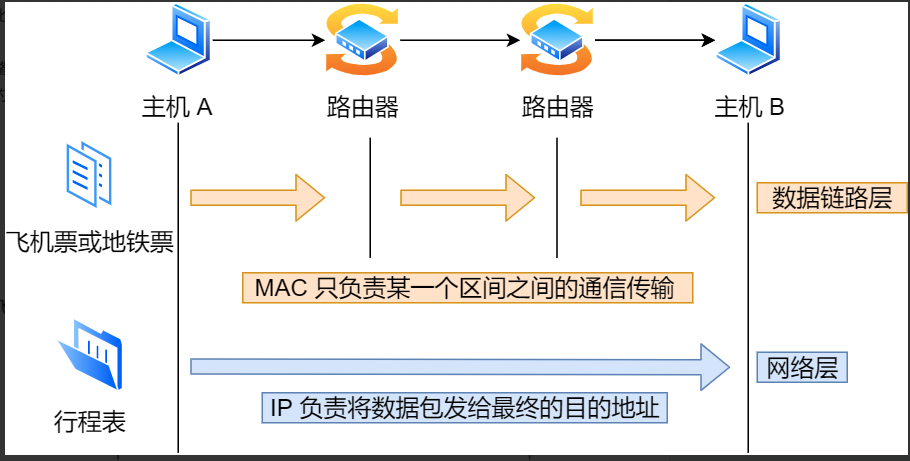 主机 A
路由器
路由器
主机 B
飞机票或地铁票
数据链路层
MAC 只负责某一个区间之间的通信传输
行程表
网络层
IP 负责将数据包发给最终的目的地址